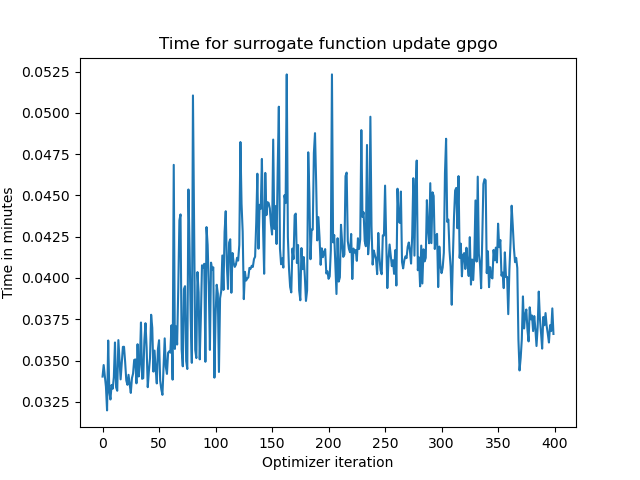 Time for surrogate function update gpgo
0.0525
0.0500
0.0475
0.0450
0.0425
0.0400
0.0375
0.0350
0.0325
Time in minutes
0 50 100 150 200 250 300 350 400
Optimizer iteration